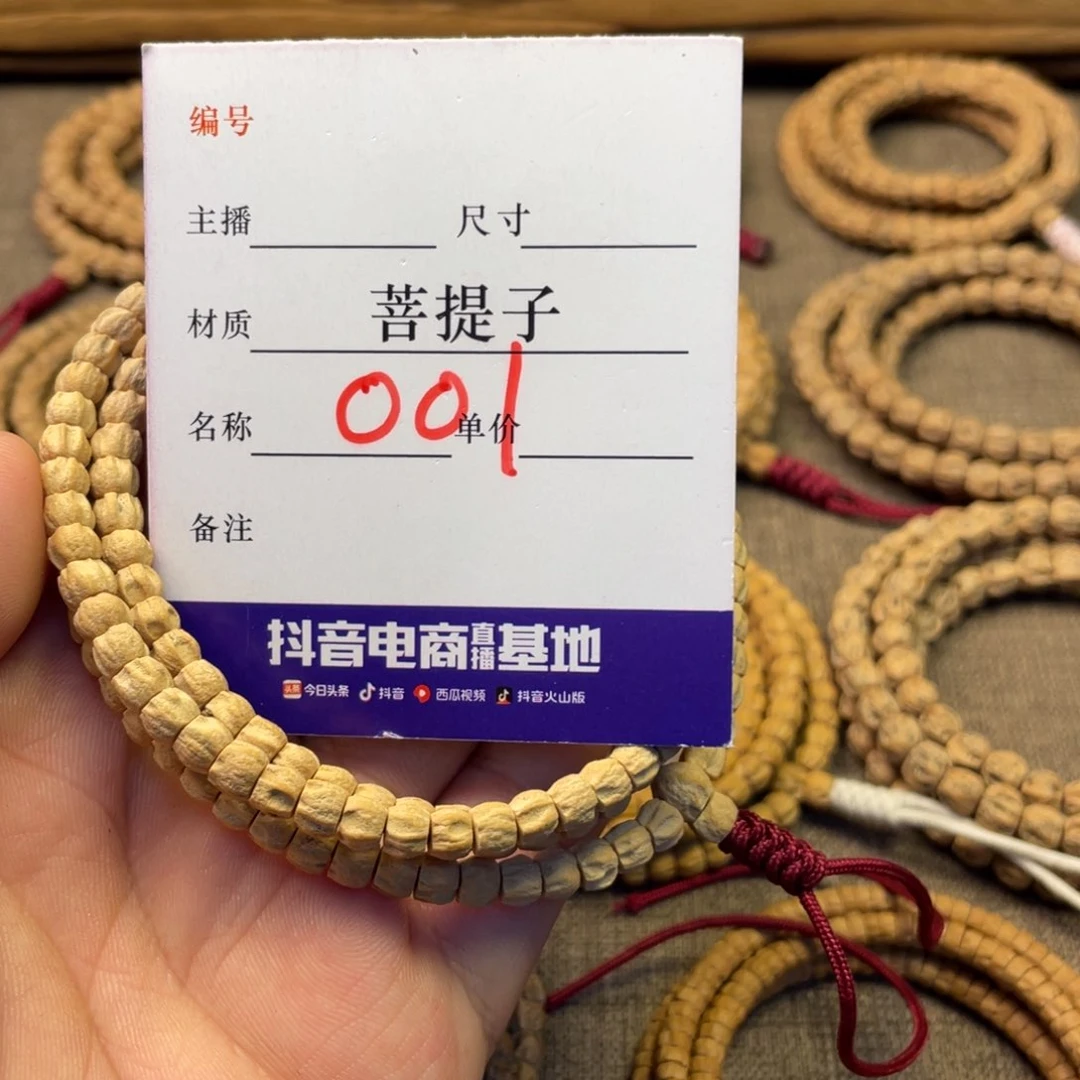 编号
主播 尺寸
材质 菩提子
名称 001 单价
备注
抖音电商直播基地
头条 今日头条 抖音 西瓜视频 抖音火山版